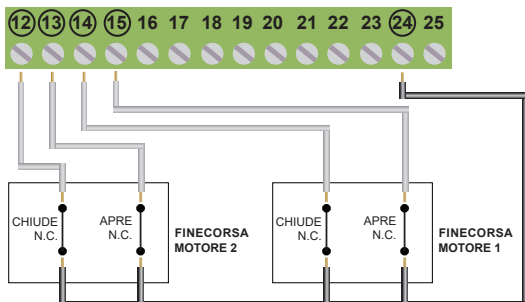 12 13 14 15 16 17 18 19 20 21 22 23 24 25
CHIUDE
N.C.
APRE
N.C.
FINECORSA
MOTORE 2
CHIUDE
N.C.
APRE
N.C.
FINECORSA
MOTORE 1